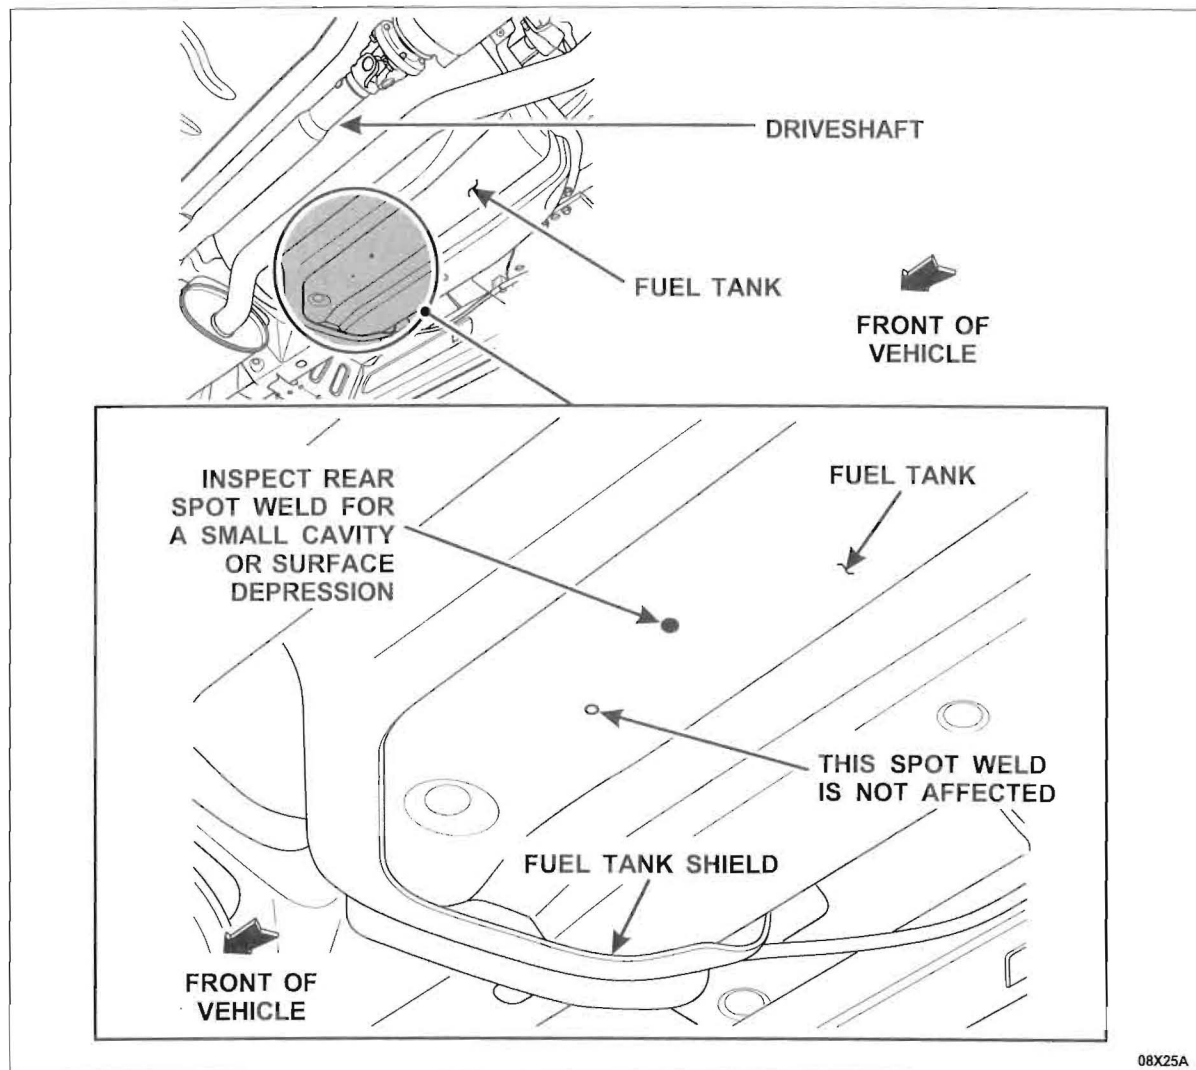 DRIVESHAFT
FUEL TANK
FRONT OF
VEHICLE
INSPECT REAR
SPOT WELD FOR
A SMALL CAVITY
OR SURFACE
DEPRESSION
FUEL TANK
THIS SPOT WELD
IS NOT AFFECTED
FUEL TANK SHIELD
FRONT OF
VEHICLE
08X25A